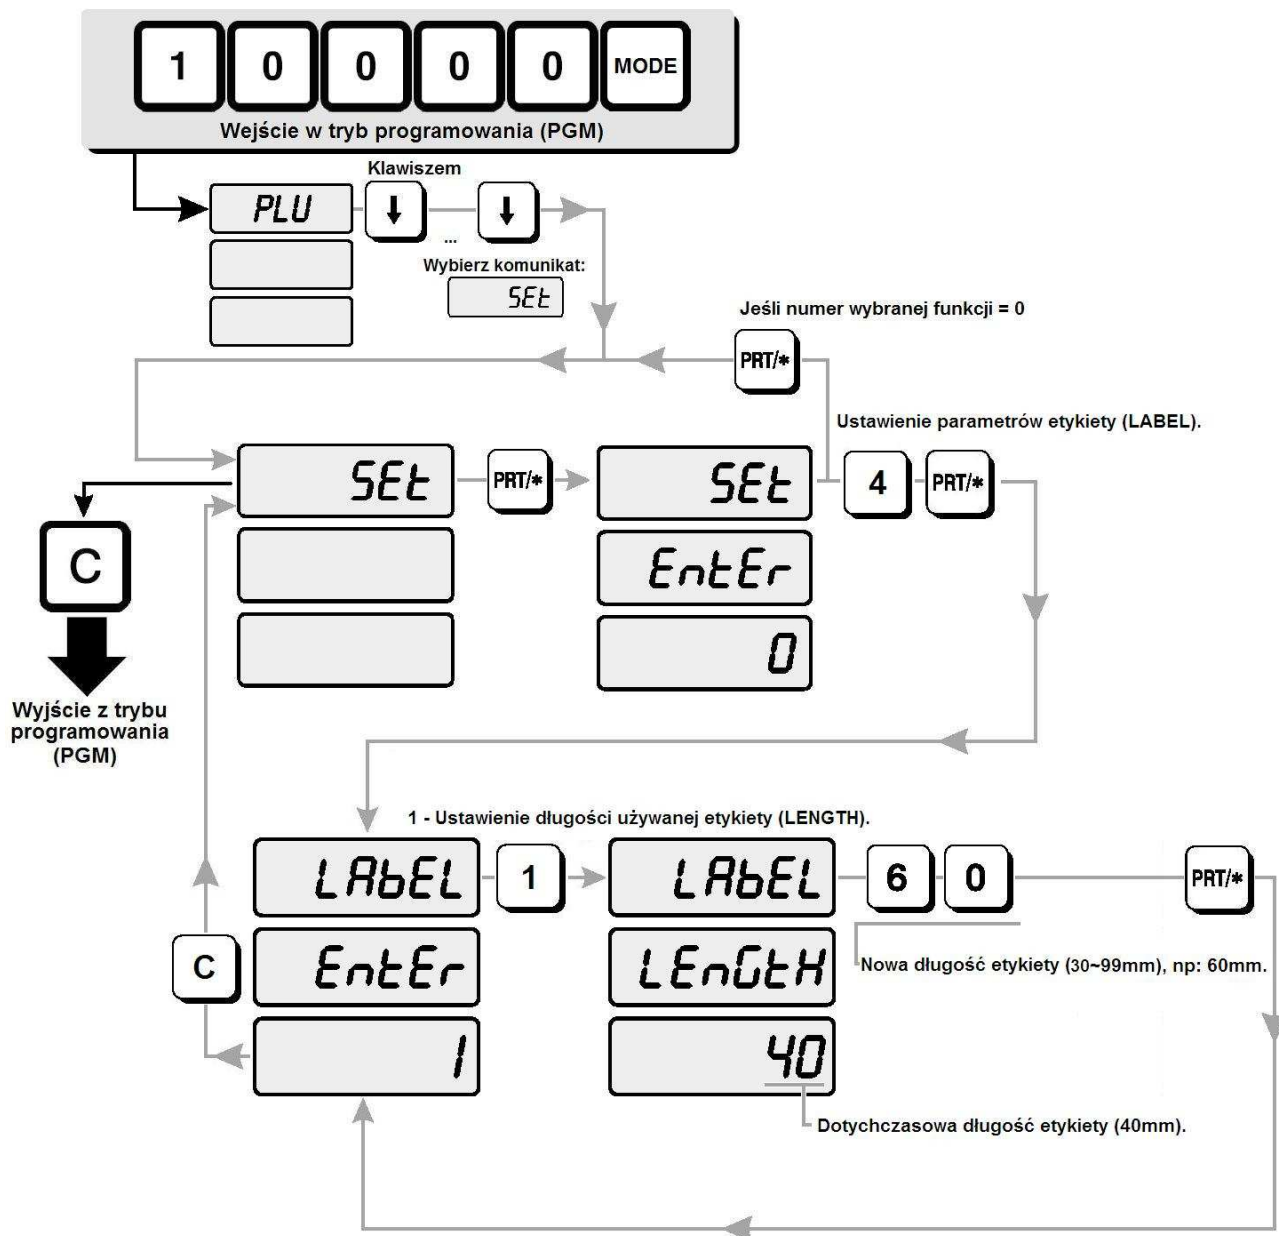 1 0 0 0 0 MODE
Wejście w tryb programowania (PGM)
Klawiszem
PLU
...
Wybierz komunikat:
SEt
Jeśli numer wybranej funkcji = 0
PRT/*
Ustawienie parametrów etykiety (LABEL).
SEt PRT/* SEt 4 PRT/*
EntEr
0
C
Wyjście z trybu
programowania
(PGM)
1 - Ustawienie długości używanej etykiety (LENGTH).
LAbEL 1 LAbEL 6 0 PRT/*
C EntEr LEnGtH
Nowa długość etykiety (30~99mm), np: 60mm.
1 40
Dotychczasowa długość etykiety (40mm).